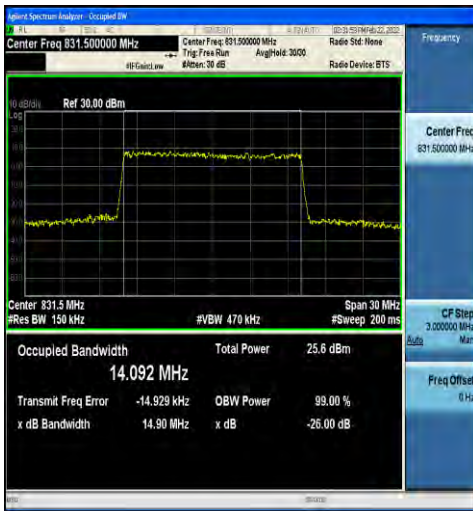 Agilent Spectrum Analyzer - Occupied BW
Center Freq 831.500000 MHz
Center Freq: 831.500000 MHz
Radio Std: None
Trig: Free Run
Avg|Hold: 30/30
#IFGain:Low
#Atten: 30 dB
Radio Device: BTS
Frequency
10 dB/div
Ref 30.00 dBm
Log
Center Freq
831.500000 MHz
Center 831.5 MHz
Span 30 MHz
#Res BW 150 kHz
#VBW 470 kHz
#Sweep 200 ms
CF Step
3.000000 MHz
Auto
Man
Occupied Bandwidth
Total Power
25.6 dBm
14.092 MHz
Transmit Freq Error
-14.929 kHz
OBW Power
99.00 %
x dB Bandwidth
14.90 MHz
x dB
-26.00 dB
Freq Offset
0 Hz